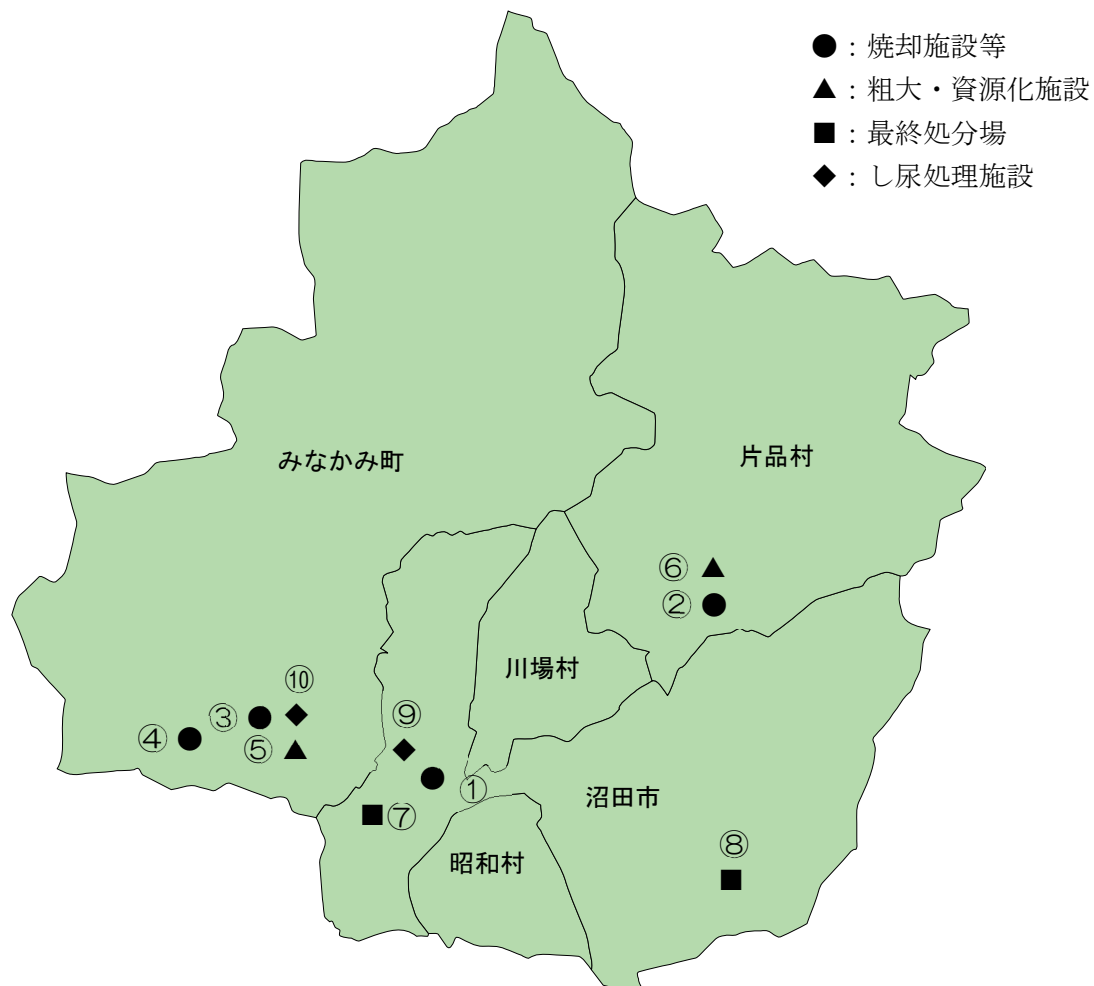 ●：焼却施設等
▲：粗大・資源化施設
■：最終処分場
◆：し尿処理施設
みなかみ町
片品村
⑥
②
川場村
⑩
③
⑨
④
⑤
①
沼田市
⑦
⑧
昭和村